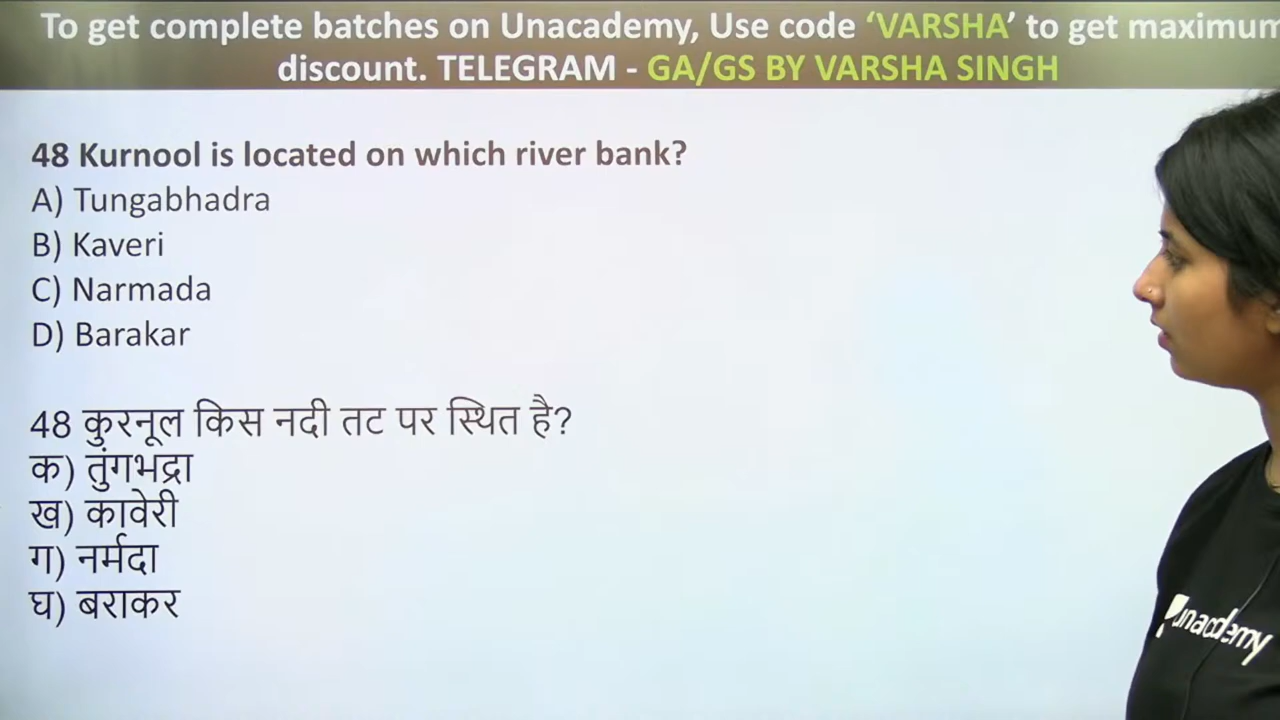 To get complete batches on Unacademy, Use code ‘VARSHA’ to get maximum
discount. TELEGRAM - GA/GS BY VARSHA SINGH
48 Kurnool is located on which river bank?
A) Tungabhadra
B) Kaveri
C) Narmada
D) Barakar
48 कुरनूल किस नदी तट पर स्थित है?
क) तुंगभद्रा
ख) कावेरी
ग) नर्मदा
घ) बराकर
unacademy